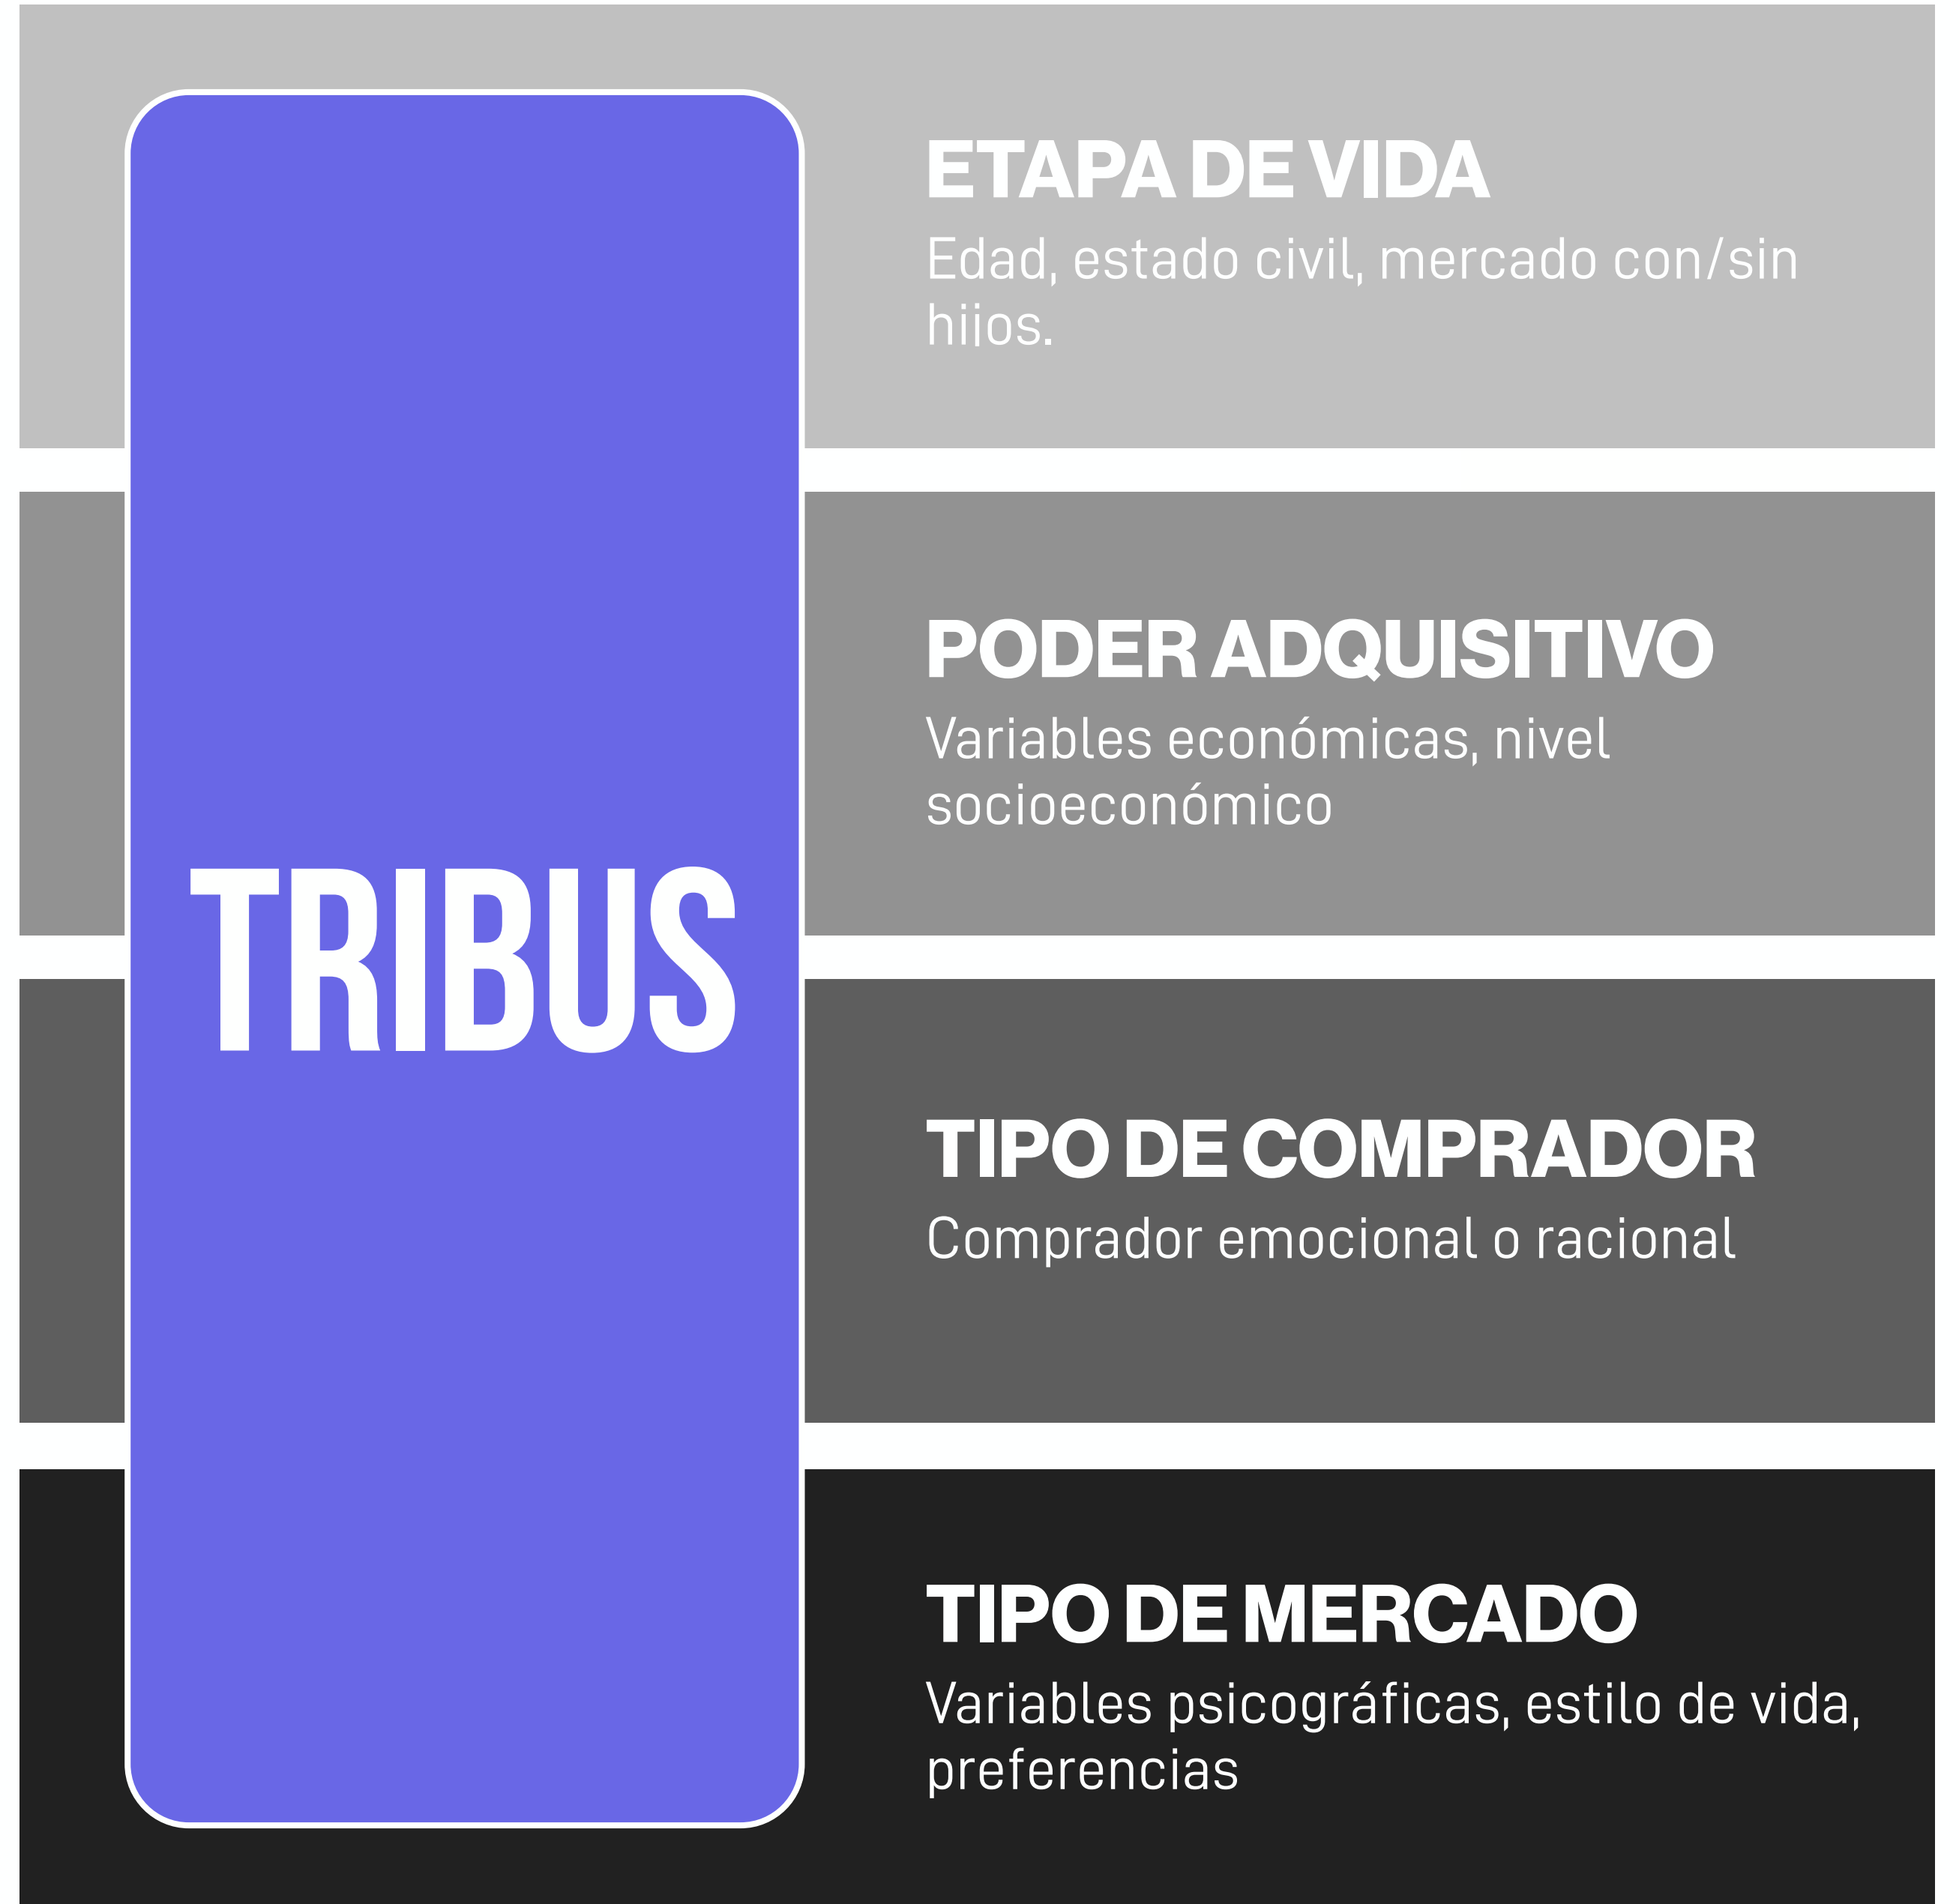 TRIBUS
ETAPA DE VIDA
Edad, estado civil, mercado con/sin
hiios.
PODER ADQUISITIVO
Variables económicas, nivel
socioeconómico
TIPO DE COMPRADOR
Comprador emocional o racional
TIPO DE MERCADO
Variables psicográficas, estilo de vida,
preferencias